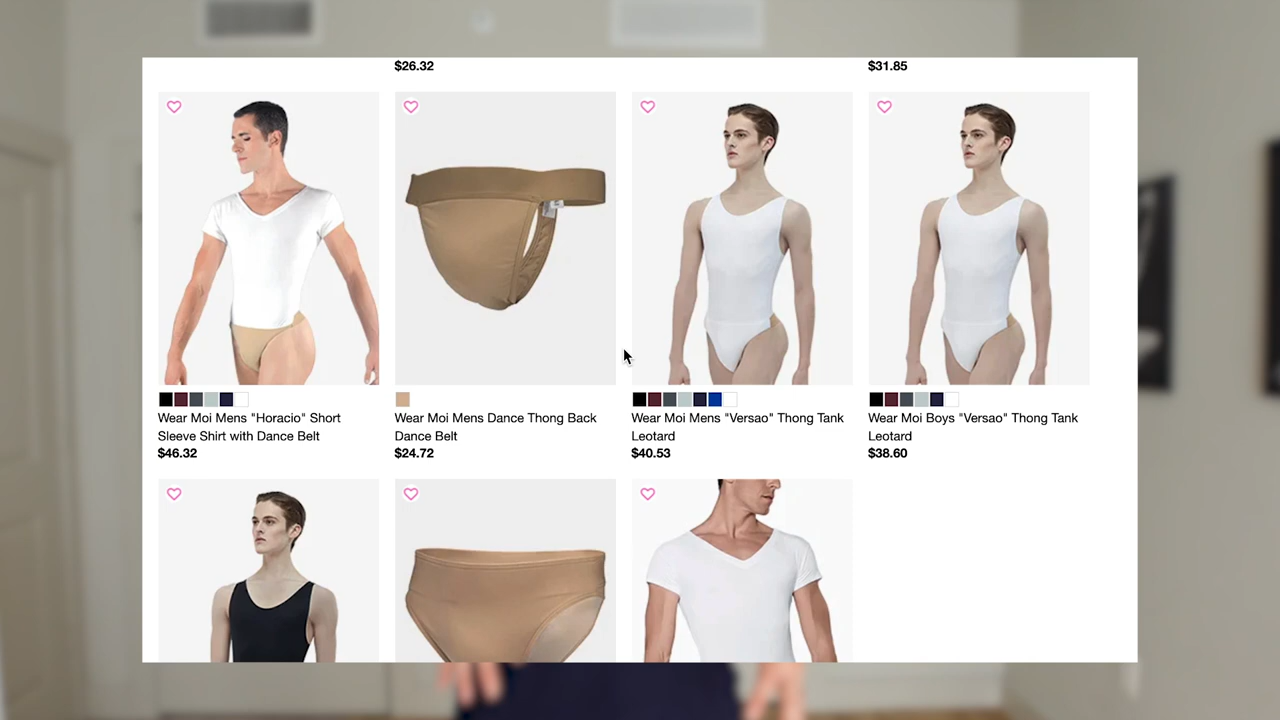 $26.32
$31.85
Wear Moi Mens "Horacio" Short
Sleeve Shirt with Dance Belt
$46.32
Wear Moi Mens Dance Thong Back
Dance Belt
$24.72
Wear Moi Mens "Versao" Thong Tank
Leotard
$40.53
Wear Moi Boys "Versao" Thong Tank
Leotard
$38.60